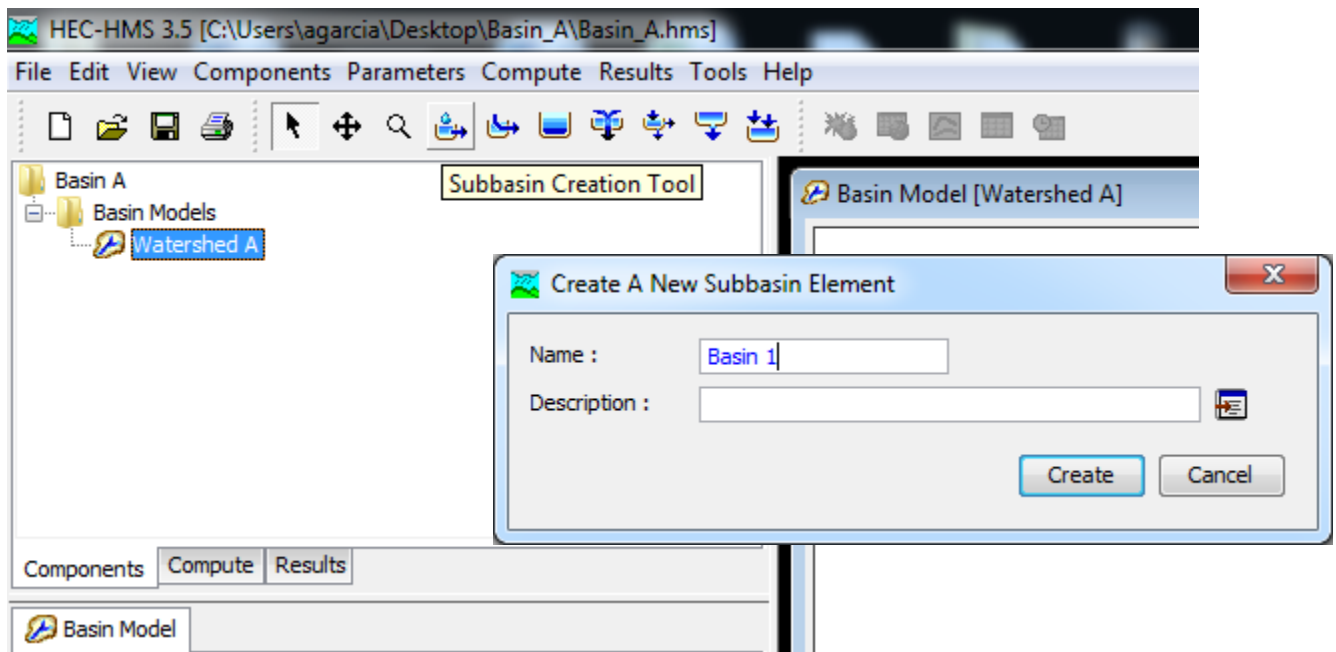 HEC-HMS 3.5 [C:\Users\agarcia\Desktop\Basin_A\Basin_A.hms]
File Edit View Components Parameters Compute Results Tools Help
Subbasin Creation Tool
Basin A
Basin Models
Watershed A
Basin Model [Watershed A]
Create A New Subbasin Element
Name : Basin 1
Description :
Create Cancel
Components Compute Results
Basin Model